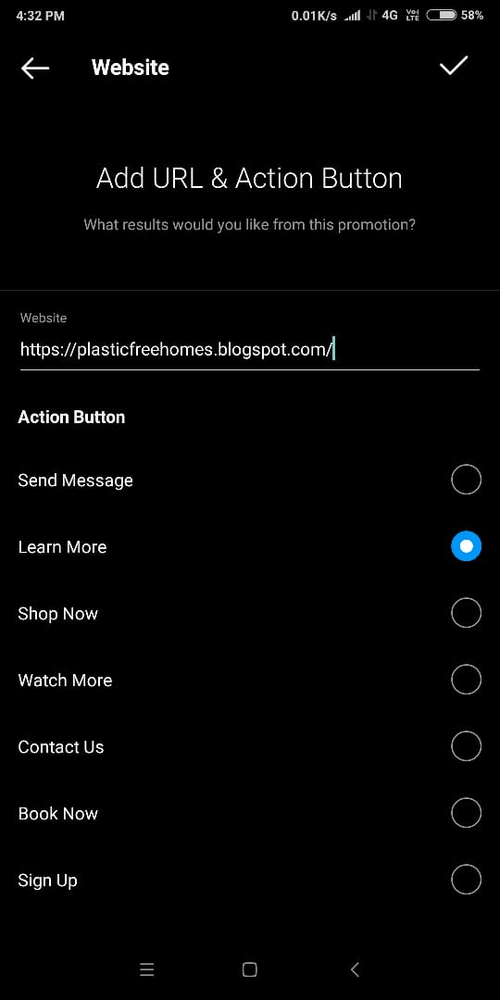 4:32 PM 0.01K/s 4G Vo) LTE 58%
Website
Add URL & Action Button
What results would you like from this promotion?
Website
https://plasticfreehomes.blogspot.com/
Action Button
Send Message
Learn More
Shop Now
Watch More
Contact Us
Book Now
Sign Up